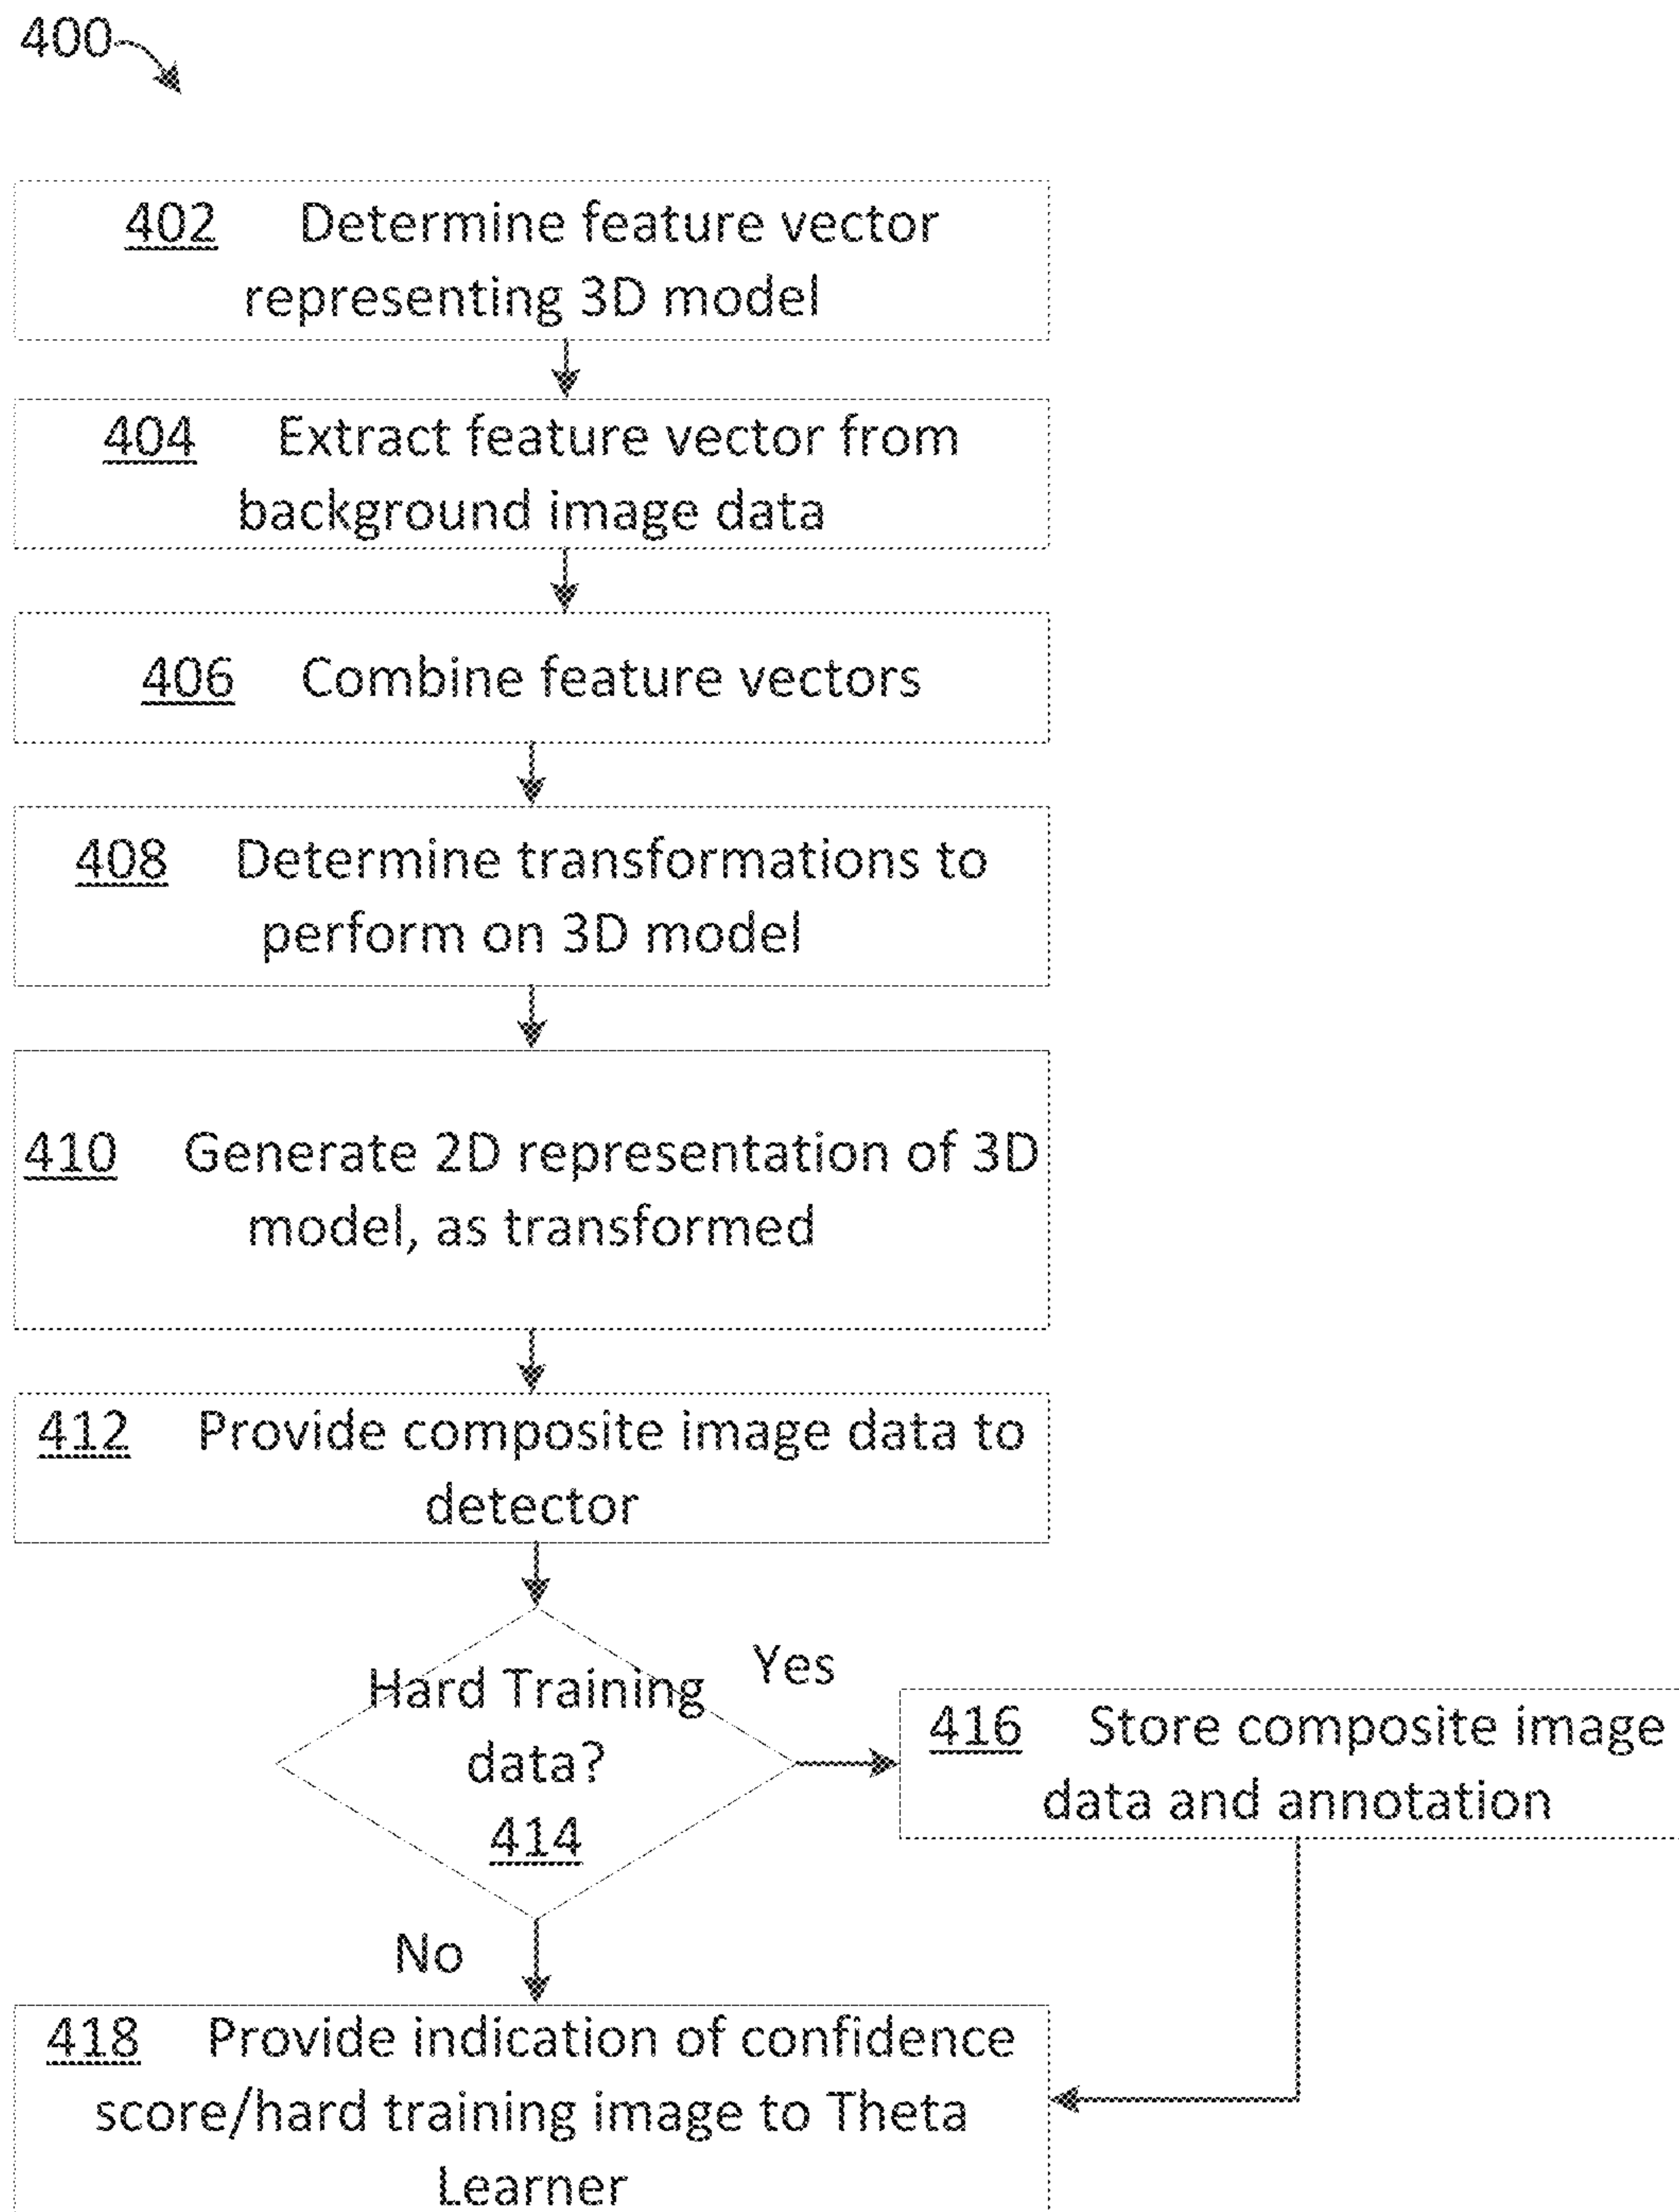 400
402 Determine feature vector
representing 3D model
404 Extract feature vector from
background image data
406 Combine feature vectors
408 Determine transformations to
perform on 3D model
410 Generate 2D representation of 3D
model, as transformed
412 Provide composite image data to
detector
Hard Training
data?
414
Yes
416 Store composite image
data and annotation
No
418 Provide indication of confidence
score/hard training image to Theta
Learner